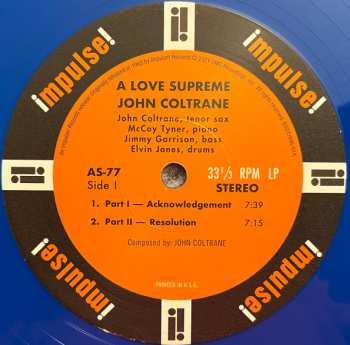 impulse!
A LOVE SUPREME
JOHN COLTRANE
John Coltrane, tenor sax
McCoy Tyner, piano
Jimmy Garrison, bass
Elvin Jones, drums
AS-77
Side 1
33⅓ RPM LP
STEREO
1. Part I — Acknowledgement 7:39
2. Part II — Resolution 7:15
Composed by: JOHN COLTRANE
PRINTED IN U.S.A.
impulse!
impulse!
impulse!